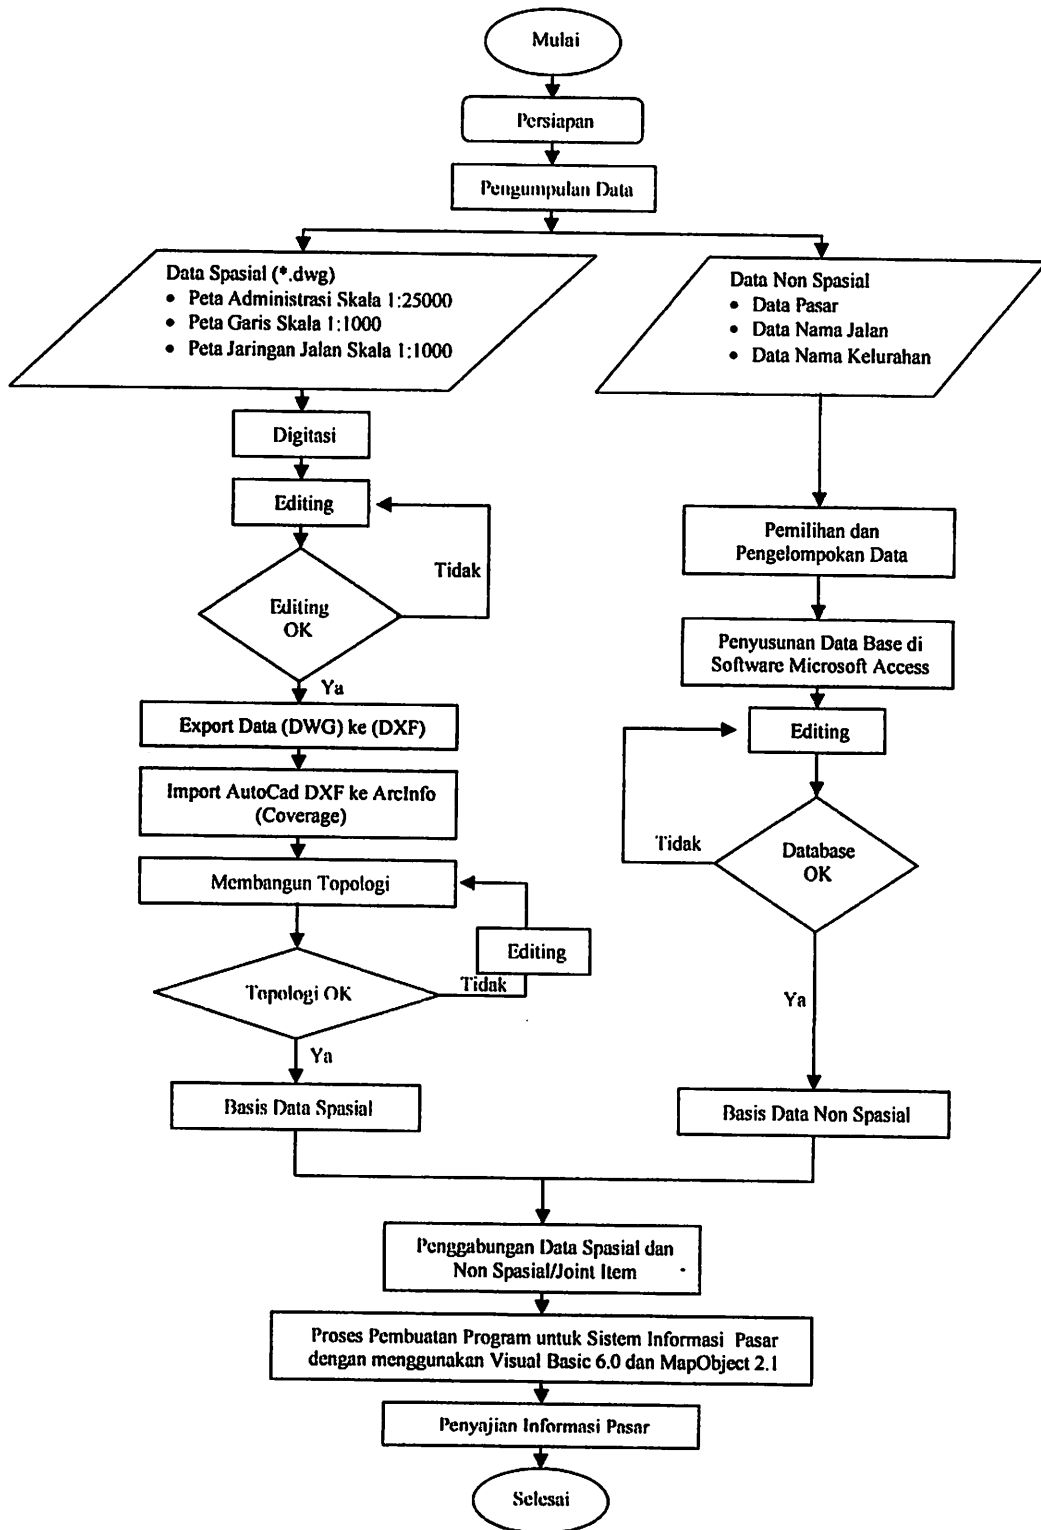 Mulai
Persiapan
Pengumpulan Data
Data Spasial (*.dwg)
• Peta Administrasi Skala 1:25000
• Peta Garis Skala 1:1000
• Peta Jaringan Jalan Skala 1:1000
Data Non Spasial
• Data Pasar
• Data Nama Jalan
• Data Nama Kelurahan
Digitasi
Editing
Tidak
Editing
OK
Ya
Export Data (DWG) ke (DXF)
Import AutoCad DXF ke ArcInfo
(Coverage)
Membangun Topologi
Editing
Topologi OK
Tidak
Ya
Basis Data Spasial
Pemilihan dan
Pengelompokan Data
Penyusunan Data Base di
Software Microsoft Access
Editing
Tidak
Database
OK
Ya
Basis Data Non Spasial
Penggabungan Data Spasial dan
Non Spasial/Joint Item
Proses Pembuatan Program untuk Sistem Informasi Pasar
dengan menggunakan Visual Basic 6.0 dan MapObject 2.1
Penyajian Informasi Pasar
Selesai